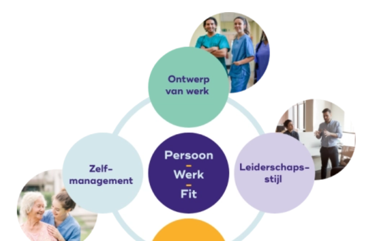 Ontwerp
van werk
Zelf-
management
Persoon
–
Werk
–
Fit
Leiderschaps-
stijl